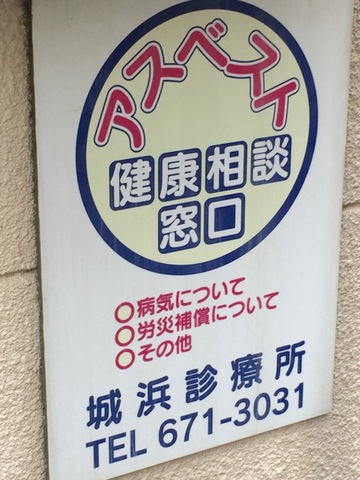 アスベスト
健康相談
窓口
○病気について
○労災補償について
○その他
城浜診療所
TEL 671-3031